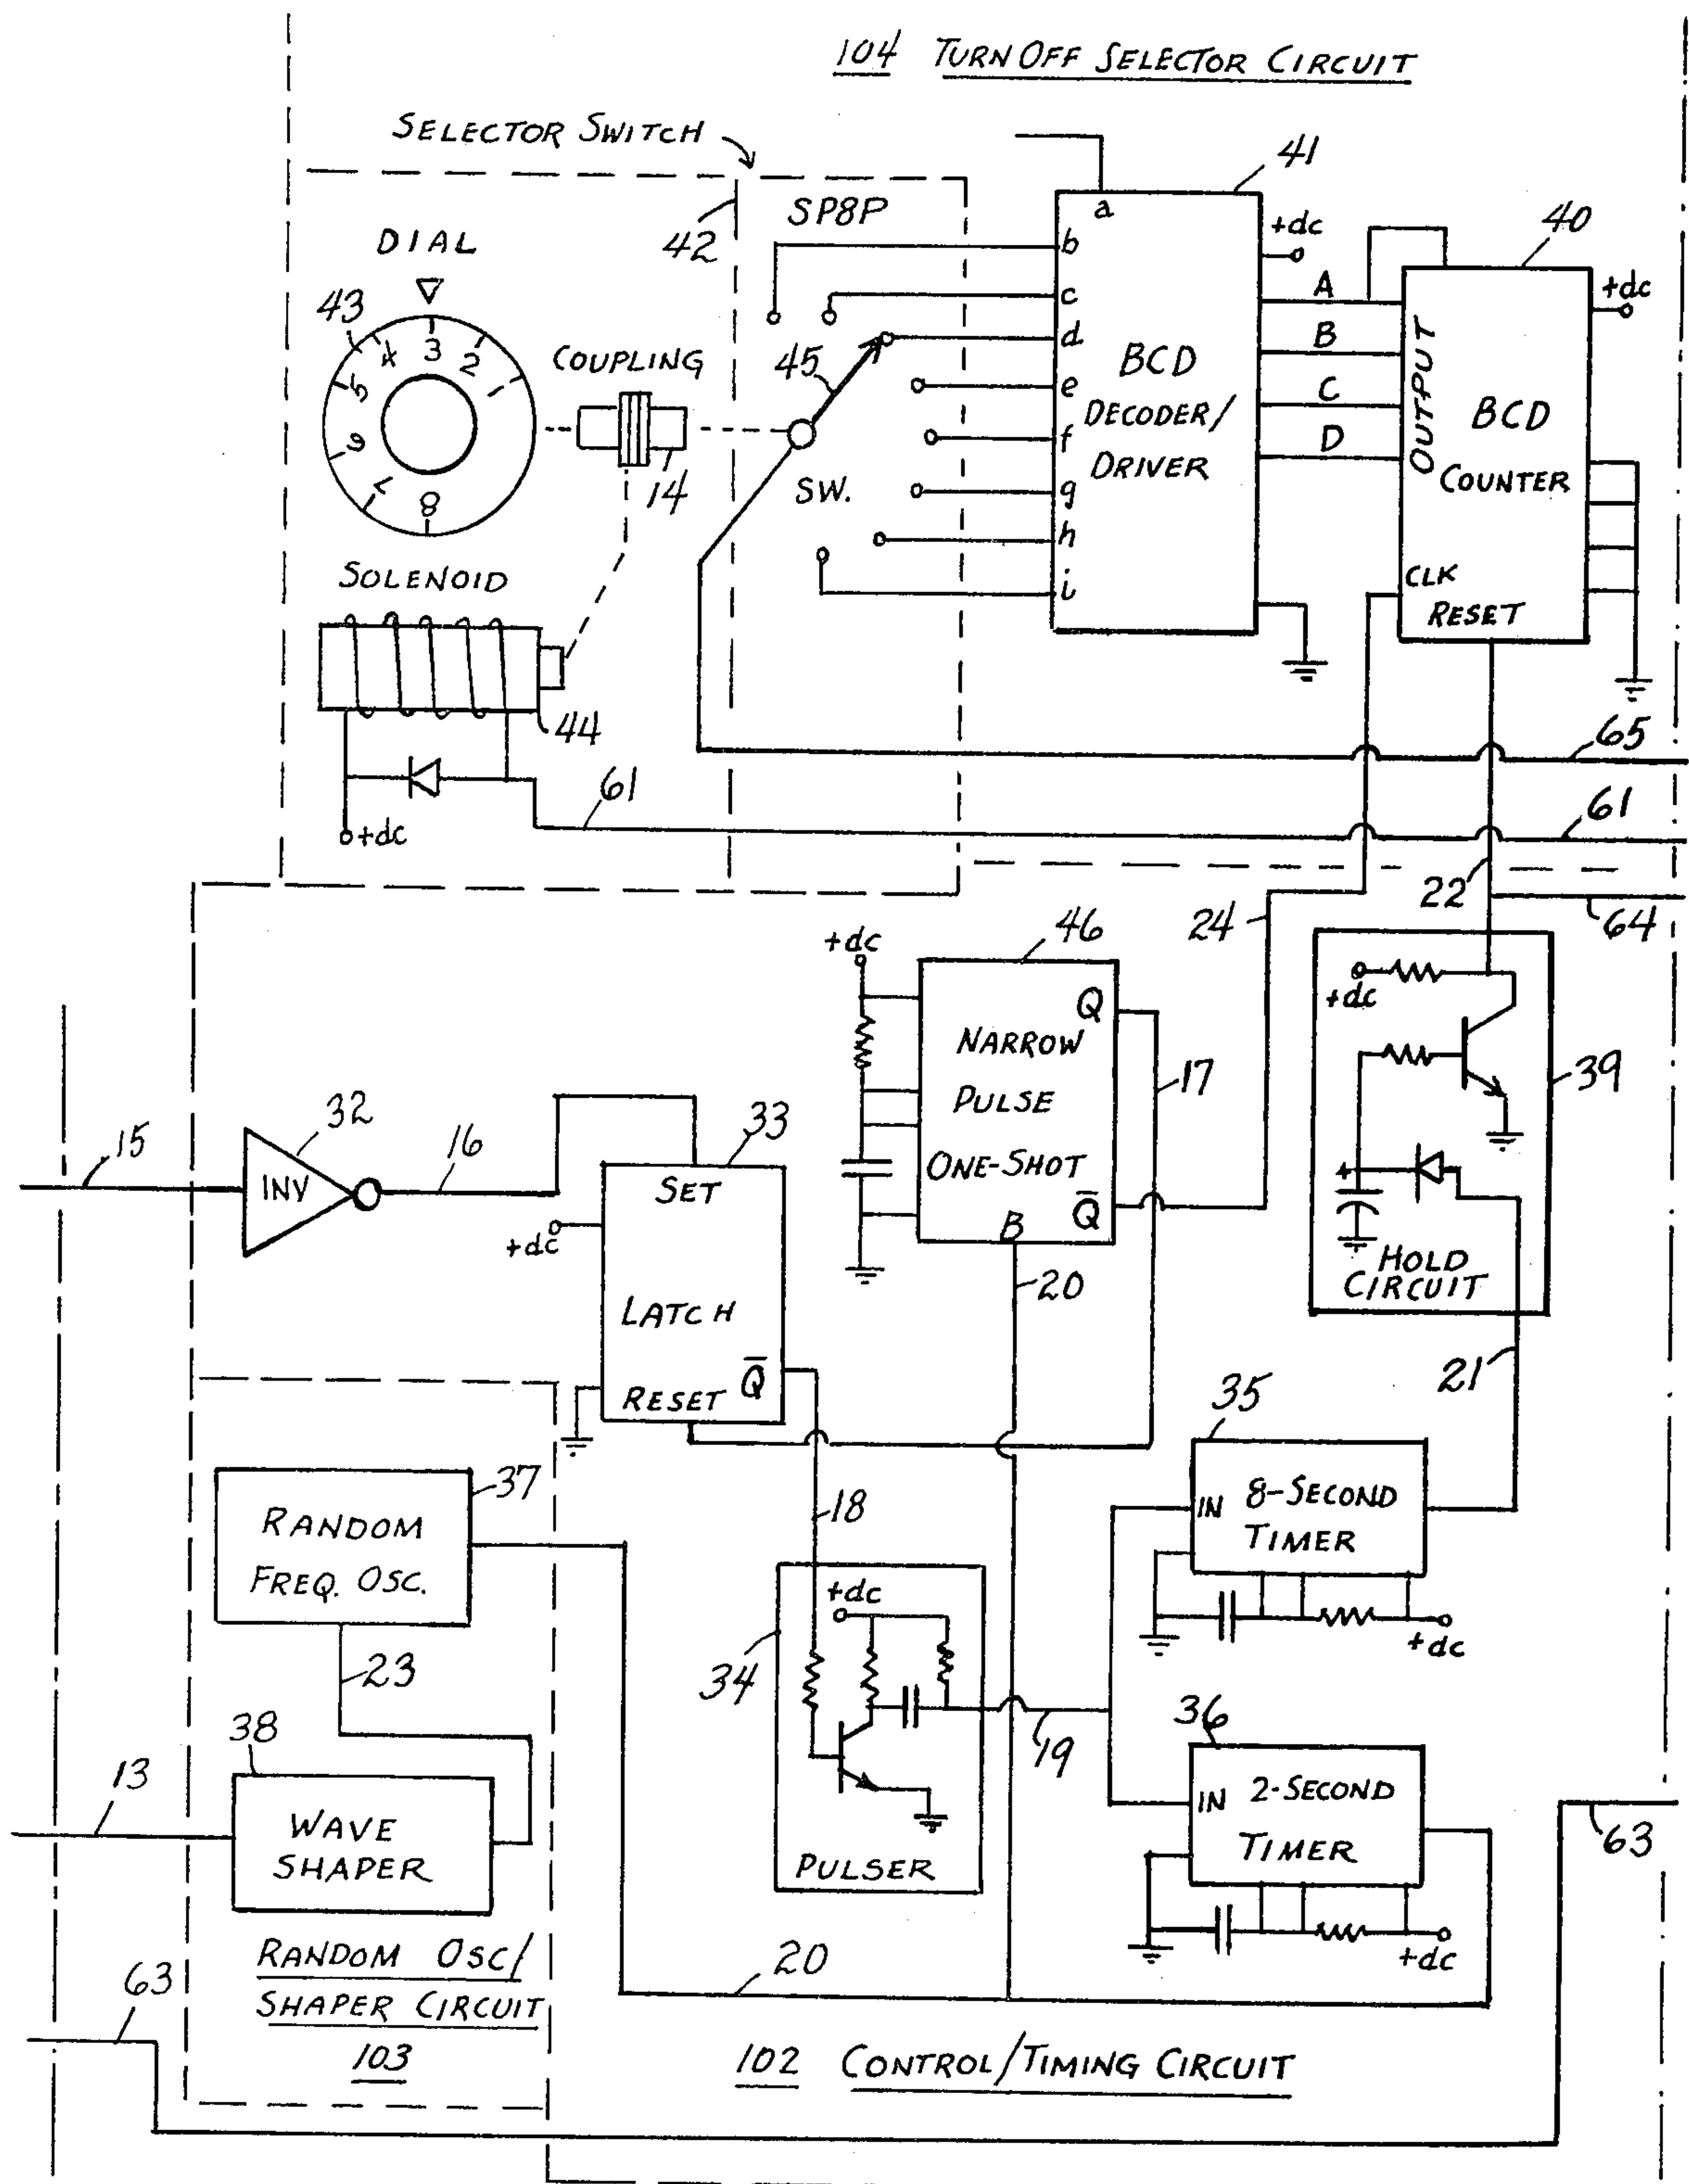 104 TURN OFF SELECTOR CIRCUIT
SELECTOR SWITCH
42
SP8P
DIAL
43
1
2
3
4
5
6
7
8
COUPLING
14
45
SW.
SOLENOID
44
+dc
61
41
a
b
c
d
e
f
g
h
i
BCD
DECODER/
DRIVER
+dc
A
B
C
D
40
+dc
OUTPUT
BCD
COUNTER
CLK
RESET
65
61
22
64
24
15
32
INV
16
33
SET
+dc
LATCH
RESET
Q̅
46
+dc
NARROW
PULSE
ONE-SHOT
Q
Q̅
B
17
20
39
+dc
+
HOLD
CIRCUIT
21
37
RANDOM
FREQ. OSC.
23
38
WAVE
SHAPER
13
18
34
+dc
PULSER
19
35
IN
8-SECOND
TIMER
+dc
36
IN
2-SECOND
TIMER
+dc
63
20
RANDOM OSC/
SHAPER CIRCUIT
103
63
102 CONTROL/TIMING CIRCUIT